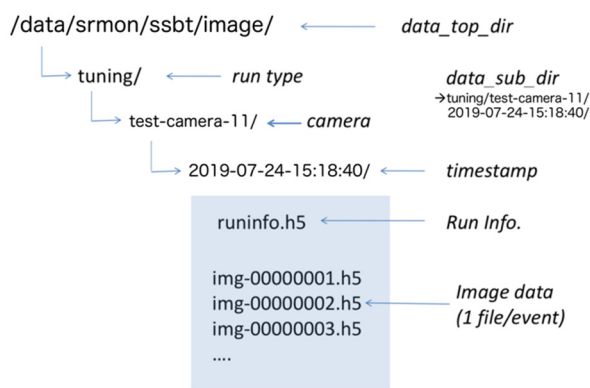 /data/srmon/ssbt/image/ data_top_dir
tuning/ run type data_sub_dir
→tuning/test-camera-11/
2019-07-24-15:18:40/
test-camera-11/ camera
2019-07-24-15:18:40/ timestamp
runinfo.h5 Run Info.
img-00000001.h5
img-00000002.h5 Image data
img-00000003.h5 (1 file/event)
....